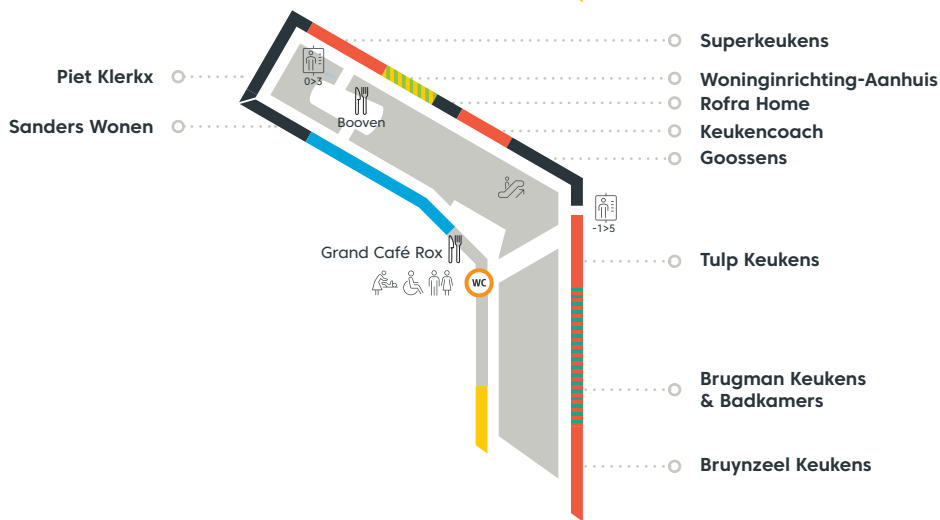 Superkeukens
Piet Klerkx
Woninginrichting-Aanhuis
0>3
Rofra Home
Booven
Sanders Wonen
Keukencoach
Goossens
-1>5
Grand Café Rox
Tulp Keukens
WC
Brugman Keukens
& Badkamers
Bruynzeel Keukens